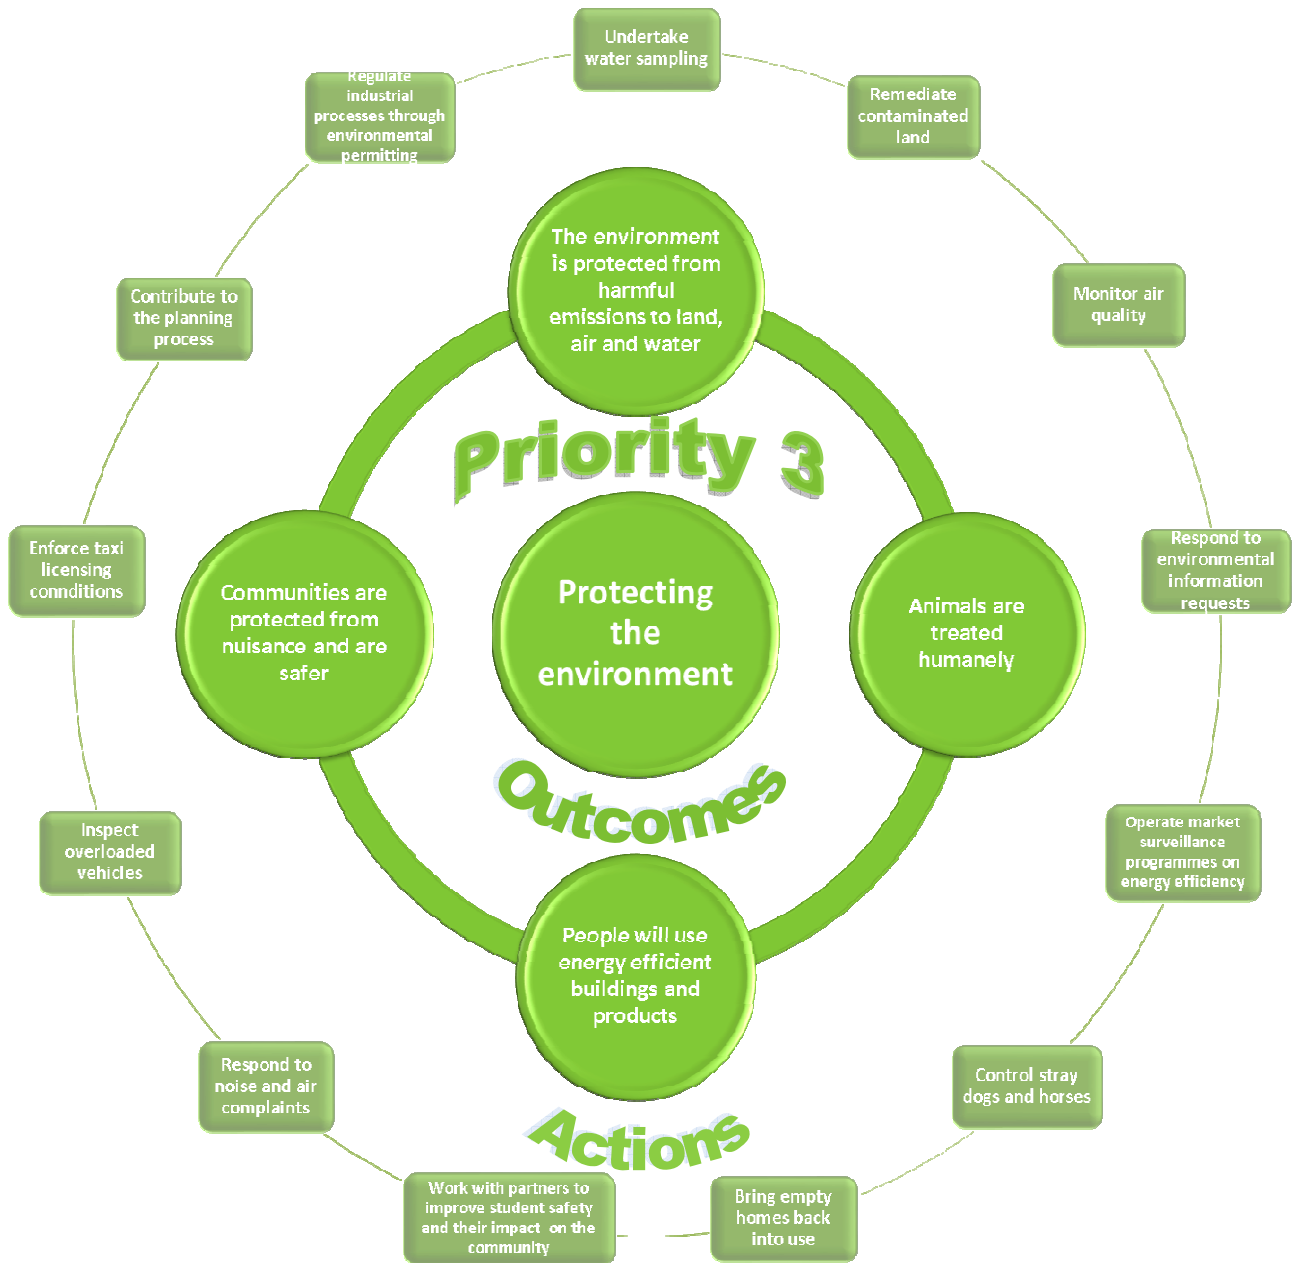 Undertake
water sampling
Regulate
industrial
processes through
environmental
permitting
Remediate
contaminated
land
The environment
is protected from
harmful
emissions to land,
air and water
Contribute to
the planning
process
Monitor air
quality
Priority 3
Enforce taxi
licensing
connditions
Communities are
protected from
nuisance and are
safer
Protecting
the
environment
Animals are
treated
humanely
Respond to
environmental
information
requests
Outcomes
Inspect
overloaded
vehicles
Operate market
surveillance
programmes on
energy efficiency
People will use
energy efficient
buildings and
products
Respond to
noise and air
complaints
Control stray
dogs and horses
Actions
Work with partners to
improve student safety
and their impact on the
community
Bring empty
homes back
into use